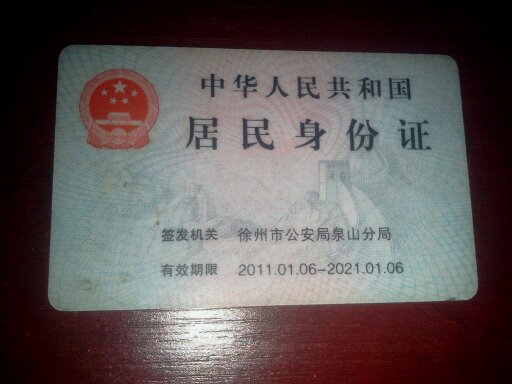 中华人民共和国
居民身份证
签发机关 徐州市公安局泉山分局
有效期限 2011.01.06-2021.01.06